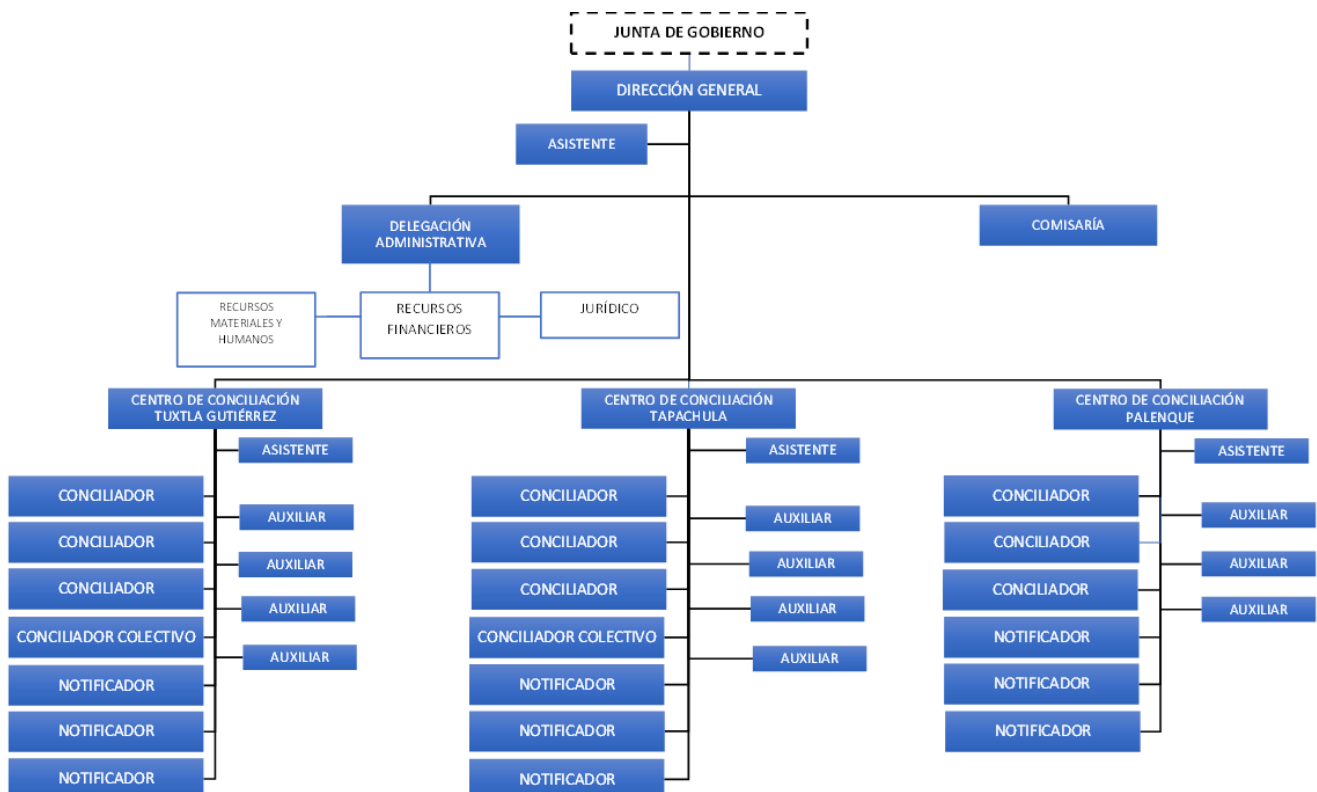 JUNTA DE GOBIERNO
DIRECCIÓN GENERAL
ASISTENTE
DELEGACIÓN
ADMINISTRATIVA
COMISARÍA
RECURSOS
MATERIALES Y
HUMANOS
RECURSOS
FINANCIEROS
JURÍDICO
CENTRO DE CONCILIACIÓN
TUXTLA GUTIÉRREZ
ASISTENTE
CONCILIADOR
AUXILIAR
CONCILIADOR
AUXILIAR
CONCILIADOR
AUXILIAR
CONCILIADOR COLECTIVO
AUXILIAR
NOTIFICADOR
NOTIFICADOR
NOTIFICADOR
CENTRO DE CONCILIACIÓN
TAPACHULA
ASISTENTE
CONCILIADOR
AUXILIAR
CONCILIADOR
AUXILIAR
CONCILIADOR
AUXILIAR
CONCILIADOR COLECTIVO
AUXILIAR
NOTIFICADOR
NOTIFICADOR
NOTIFICADOR
CENTRO DE CONCILIACIÓN
PALENQUE
ASISTENTE
CONCILIADOR
AUXILIAR
CONCILIADOR
AUXILIAR
CONCILIADOR
AUXILIAR
NOTIFICADOR
NOTIFICADOR
NOTIFICADOR